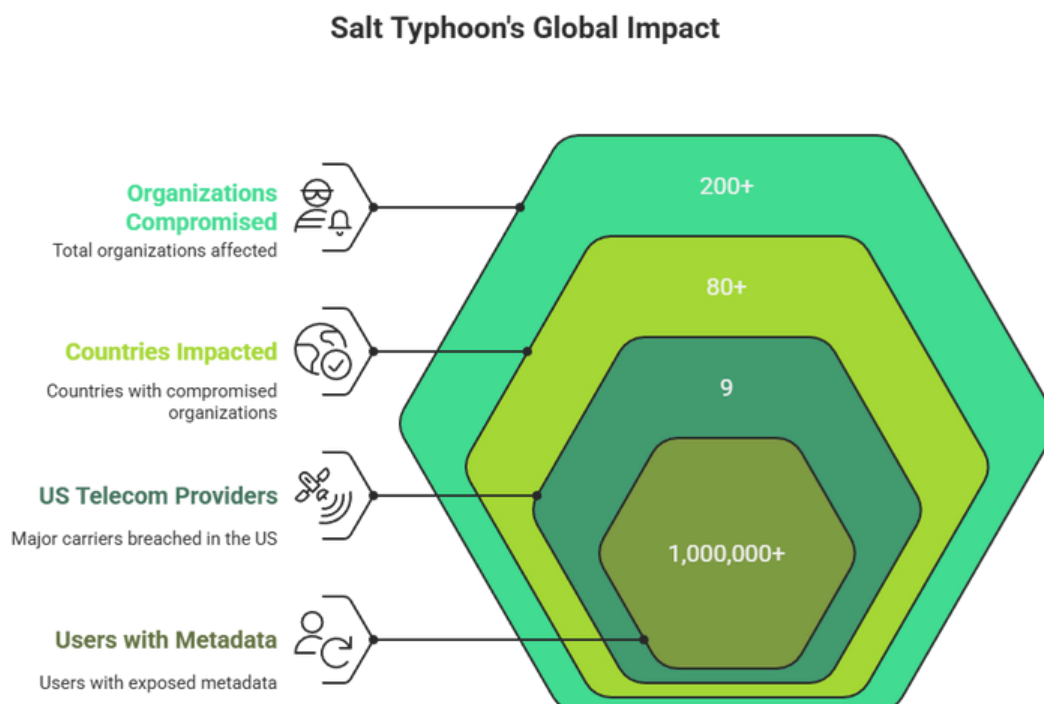 Salt Typhoon's Global Impact
Organizations
Compromised
Total organizations affected
200+
Countries Impacted
Countries with compromised
organizations
80+
US Telecom Providers
Major carriers breached in the US
9
Users with Metadata
Users with exposed metadata
1,000,000+